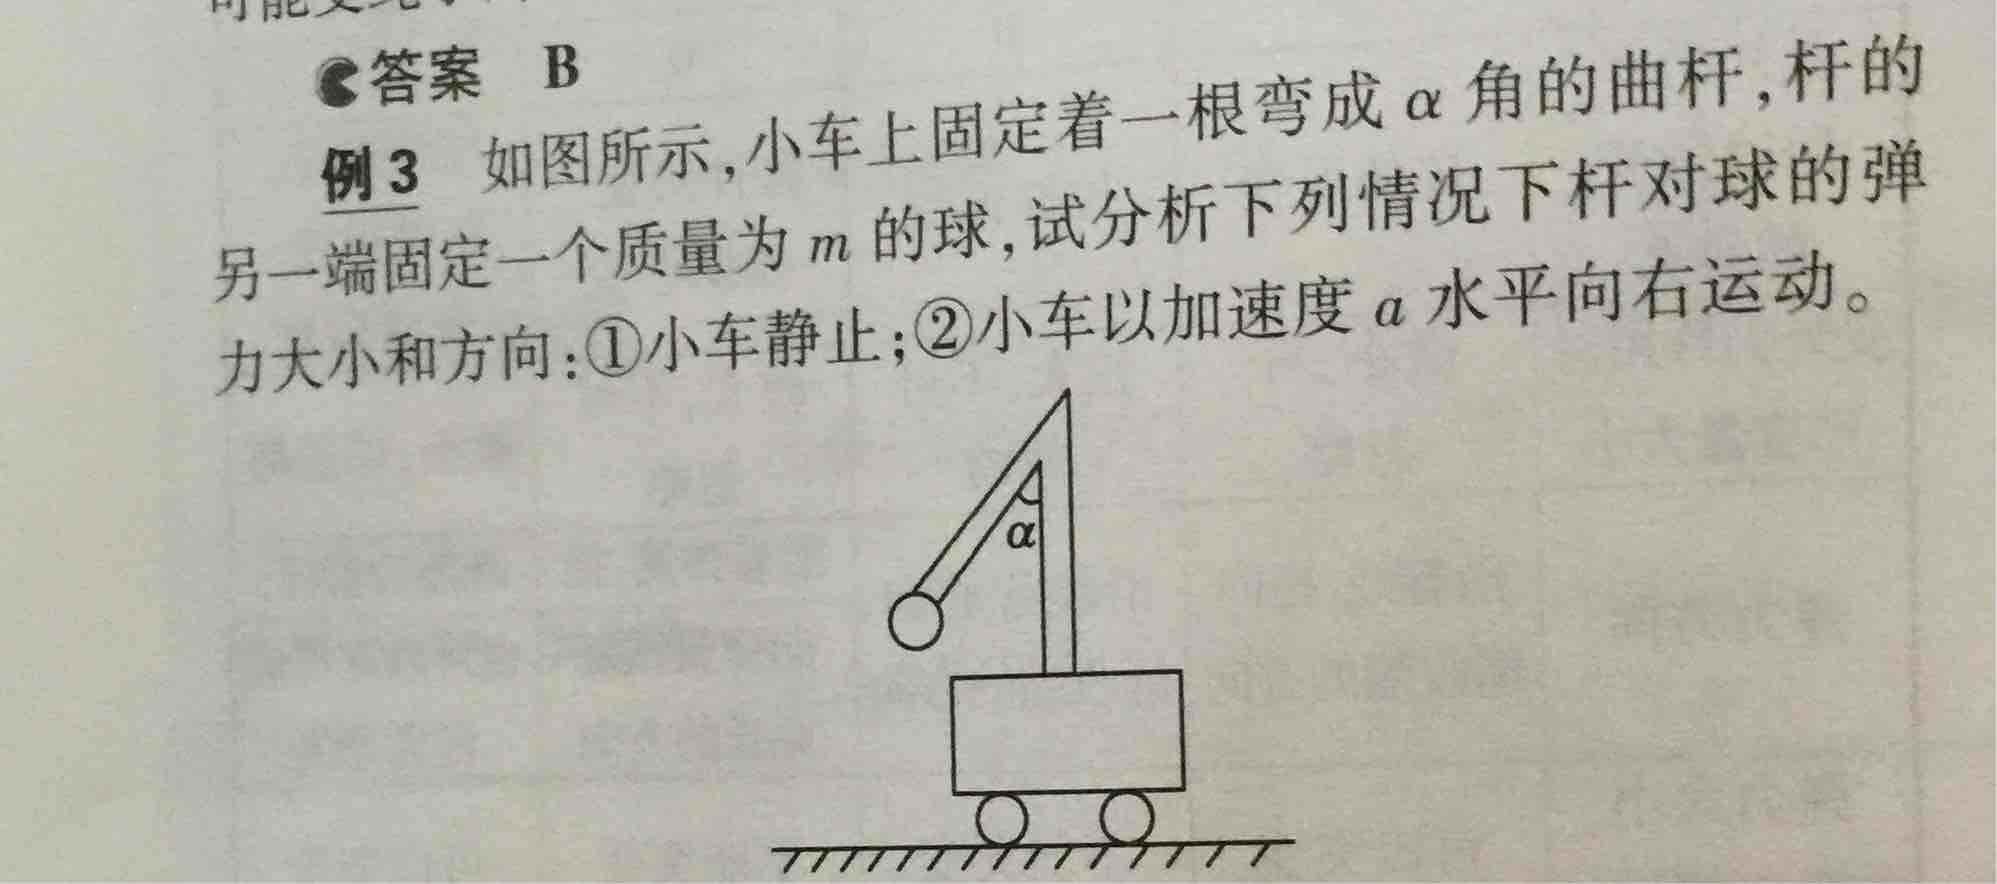 答案 B
例3 如图所示,小车上固定着一根弯成 α 角的曲杆,杆的
另一端固定一个质量为 m 的球,试分析下列情况下杆对球的弹
力大小和方向:①小车静止;②小车以加速度 a 水平向右运动。
α